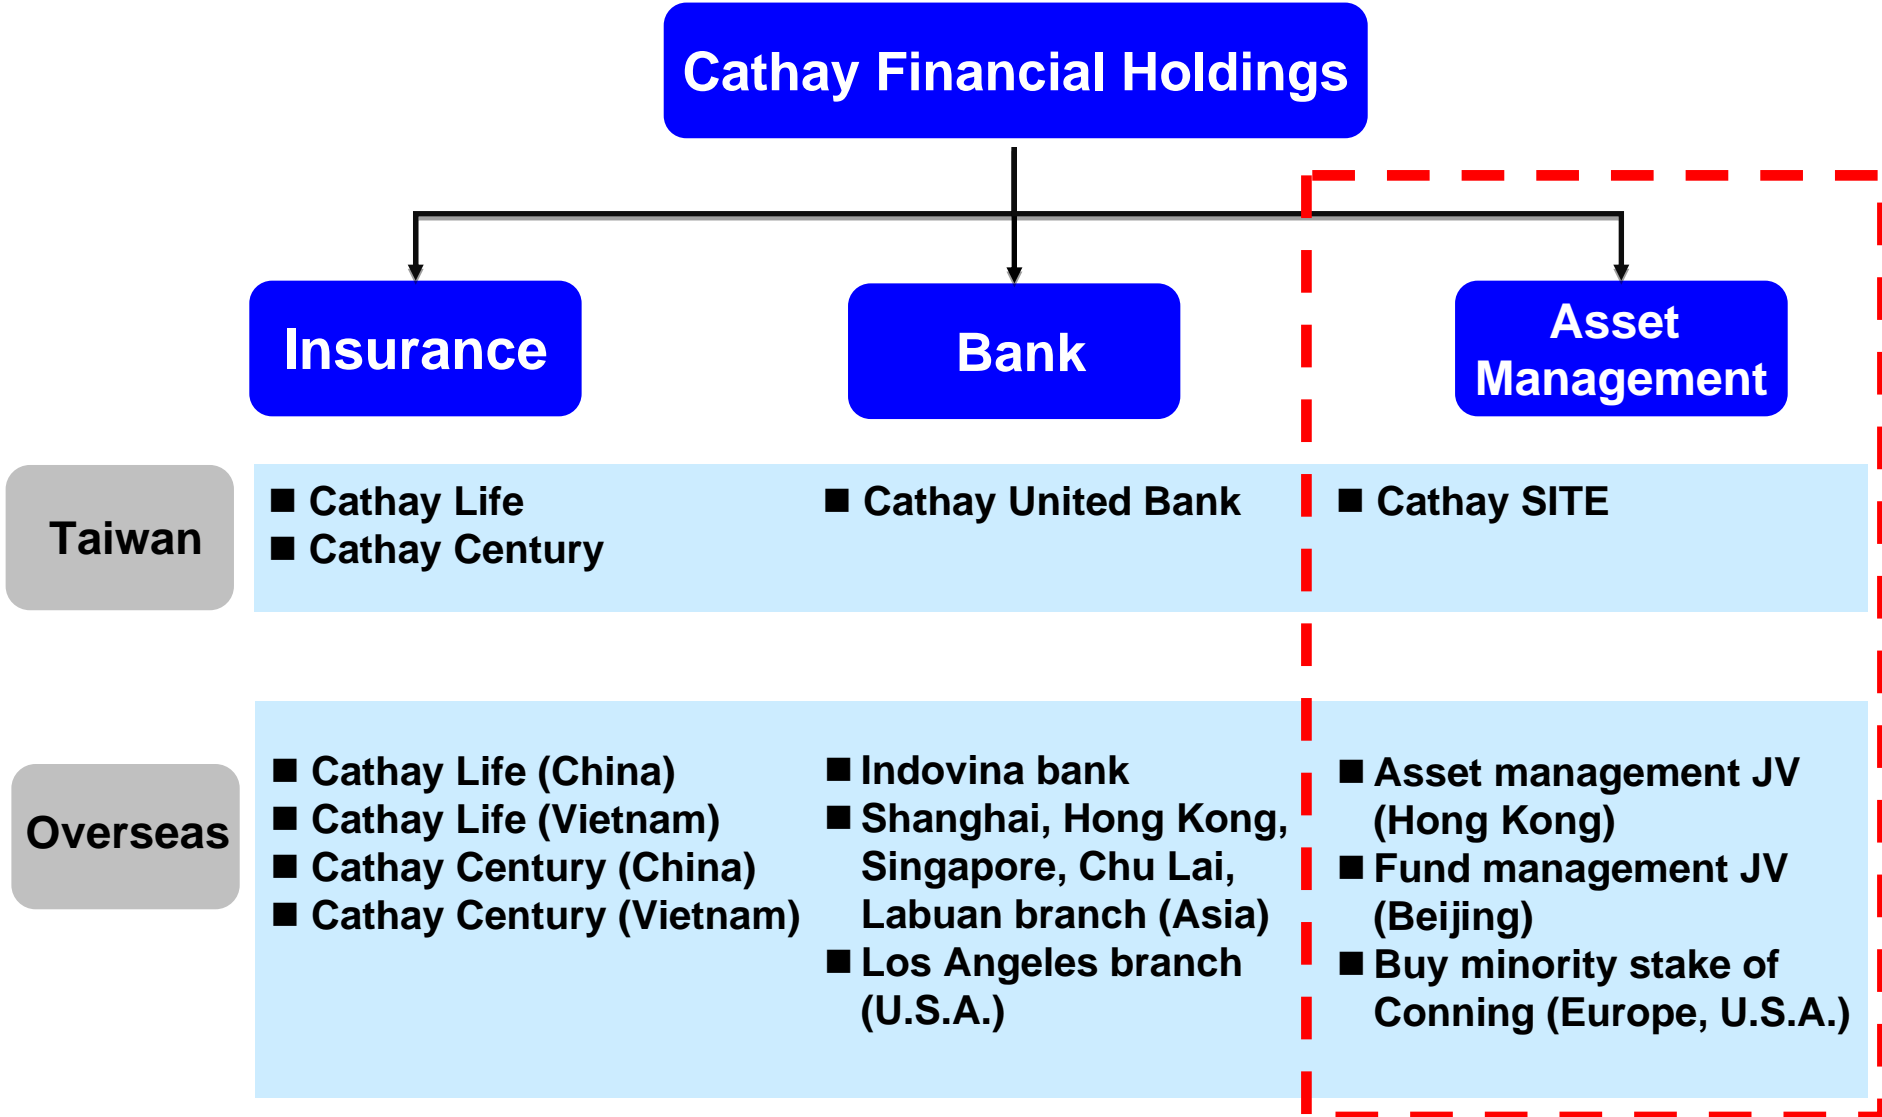 Cathay Financial Holdings
Insurance
Bank
Asset
Management
Taiwan
■ Cathay Life
■ Cathay Century
■ Cathay United Bank
■ Cathay SITE
Overseas
■ Cathay Life (China)
■ Cathay Life (Vietnam)
■ Cathay Century (China)
■ Cathay Century (Vietnam)
■ Indovina bank
■ Shanghai, Hong Kong,
Singapore, Chu Lai,
Labuan branch (Asia)
■ Los Angeles branch
(U.S.A.)
■ Asset management JV
(Hong Kong)
■ Fund management JV
(Beijing)
■ Buy minority stake of
Conning (Europe, U.S.A.)